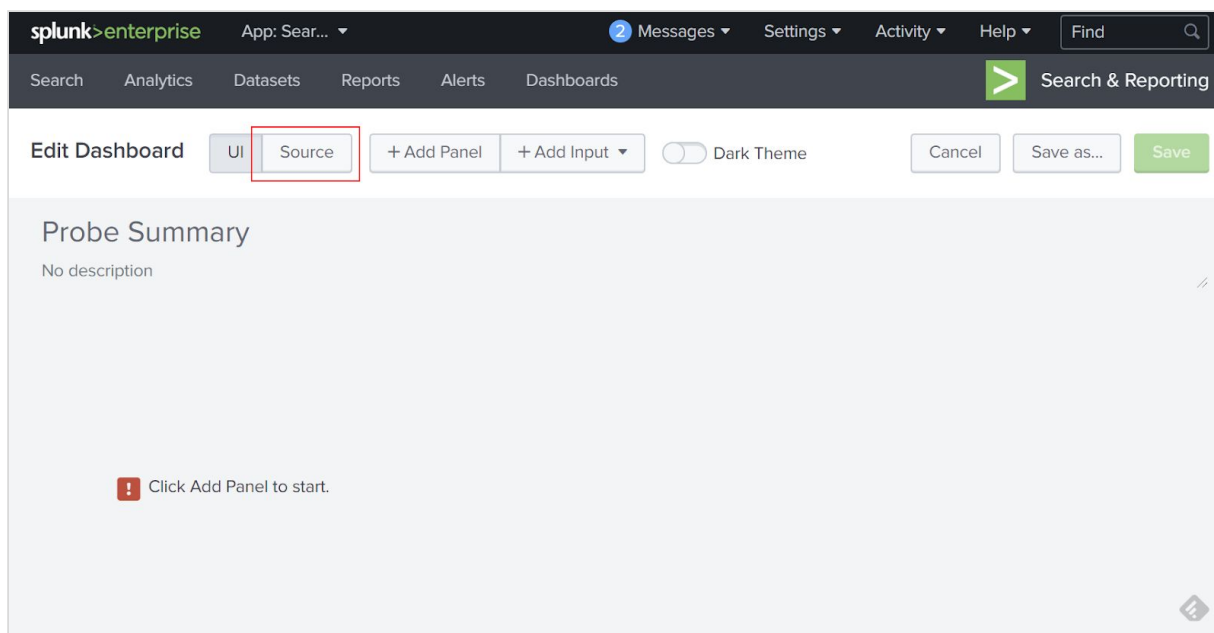 splunk>enterprise App: Sear... 2 Messages Settings Activity Help Find
Search Analytics Datasets Reports Alerts Dashboards Search & Reporting
Edit Dashboard UI Source + Add Panel + Add Input Dark Theme Cancel Save as... Save
Probe Summary
No description
Click Add Panel to start.